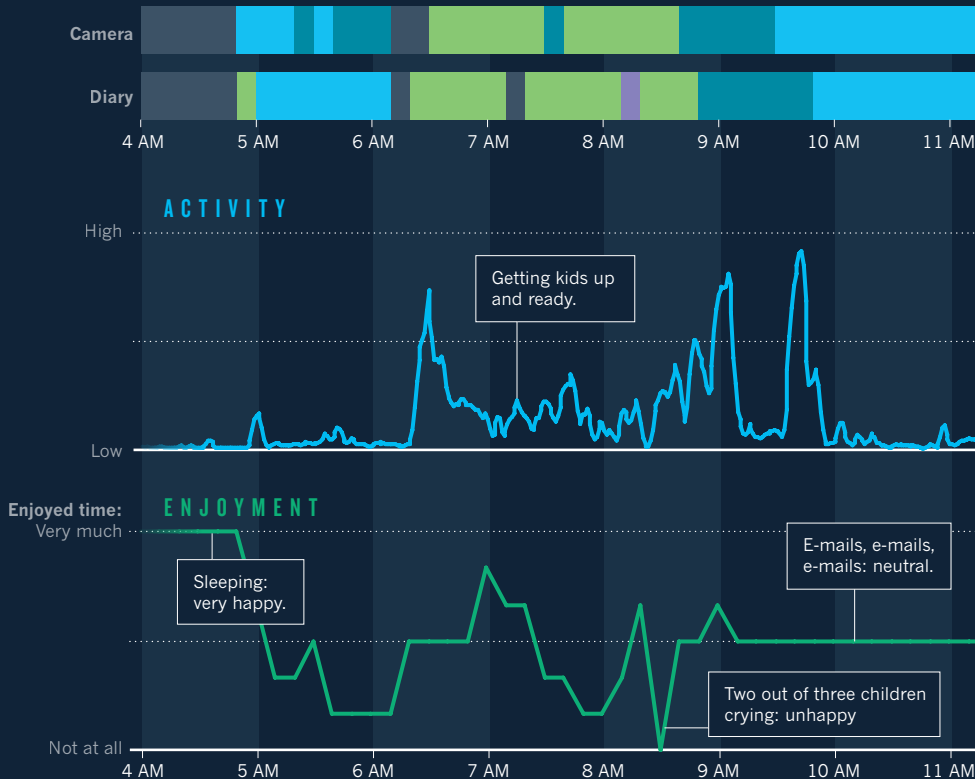 Camera
Diary
4 AM 5 AM 6 AM 7 AM 8 AM 9 AM 10 AM 11 AM
ACTIVITY
High
Getting kids up
and ready.
Low
ENJOYMENT
Enjoyed time:
Very much
E-mails, e-mails,
e-mails: neutral.
Sleeping:
very happy.
Two out of three children
crying: unhappy
Not at all
4 AM 5 AM 6 AM 7 AM 8 AM 9 AM 10 AM 11 AM